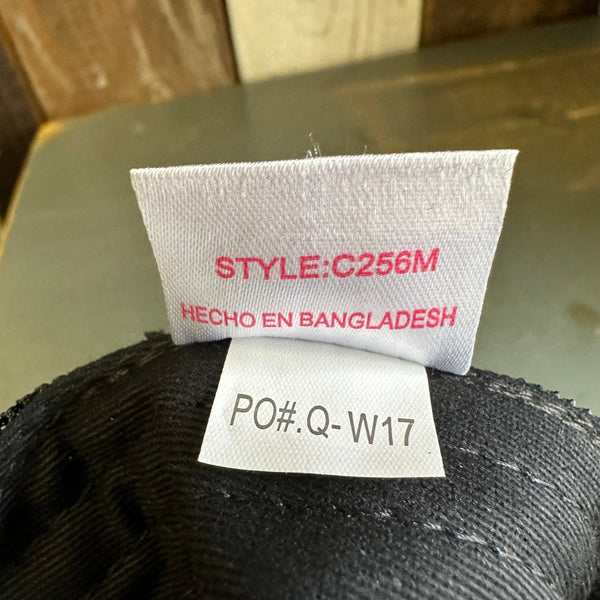 STYLE:C256M
HECHO EN BANGLADESH
PO#.Q-W17